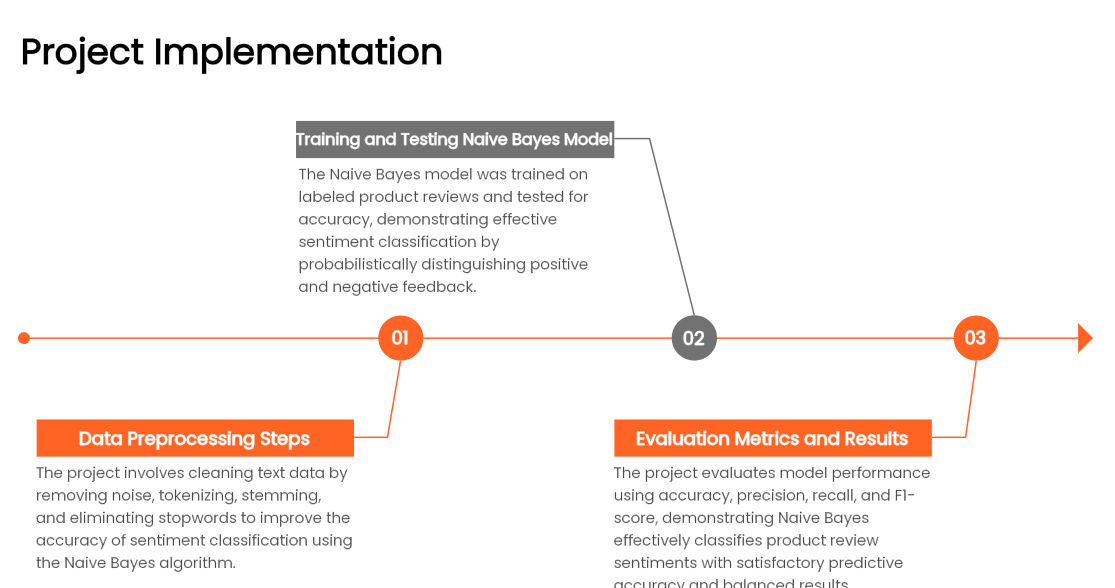 Project Implementation
Training and Testing Naive Bayes Model
The Naive Bayes model was trained on
labeled product reviews and tested for
accuracy, demonstrating effective
sentiment classification by
probabilistically distinguishing positive
and negative feedback.
01
02
03
Data Preprocessing Steps
The project involves cleaning text data by
removing noise, tokenizing, stemming,
and eliminating stopwords to improve the
accuracy of sentiment classification using
the Naive Bayes algorithm.
Evaluation Metrics and Results
The project evaluates model performance
using accuracy, precision, recall, and F1-
score, demonstrating Naive Bayes
effectively classifies product review
sentiments with satisfactory predictive
accuracy and balanced results.